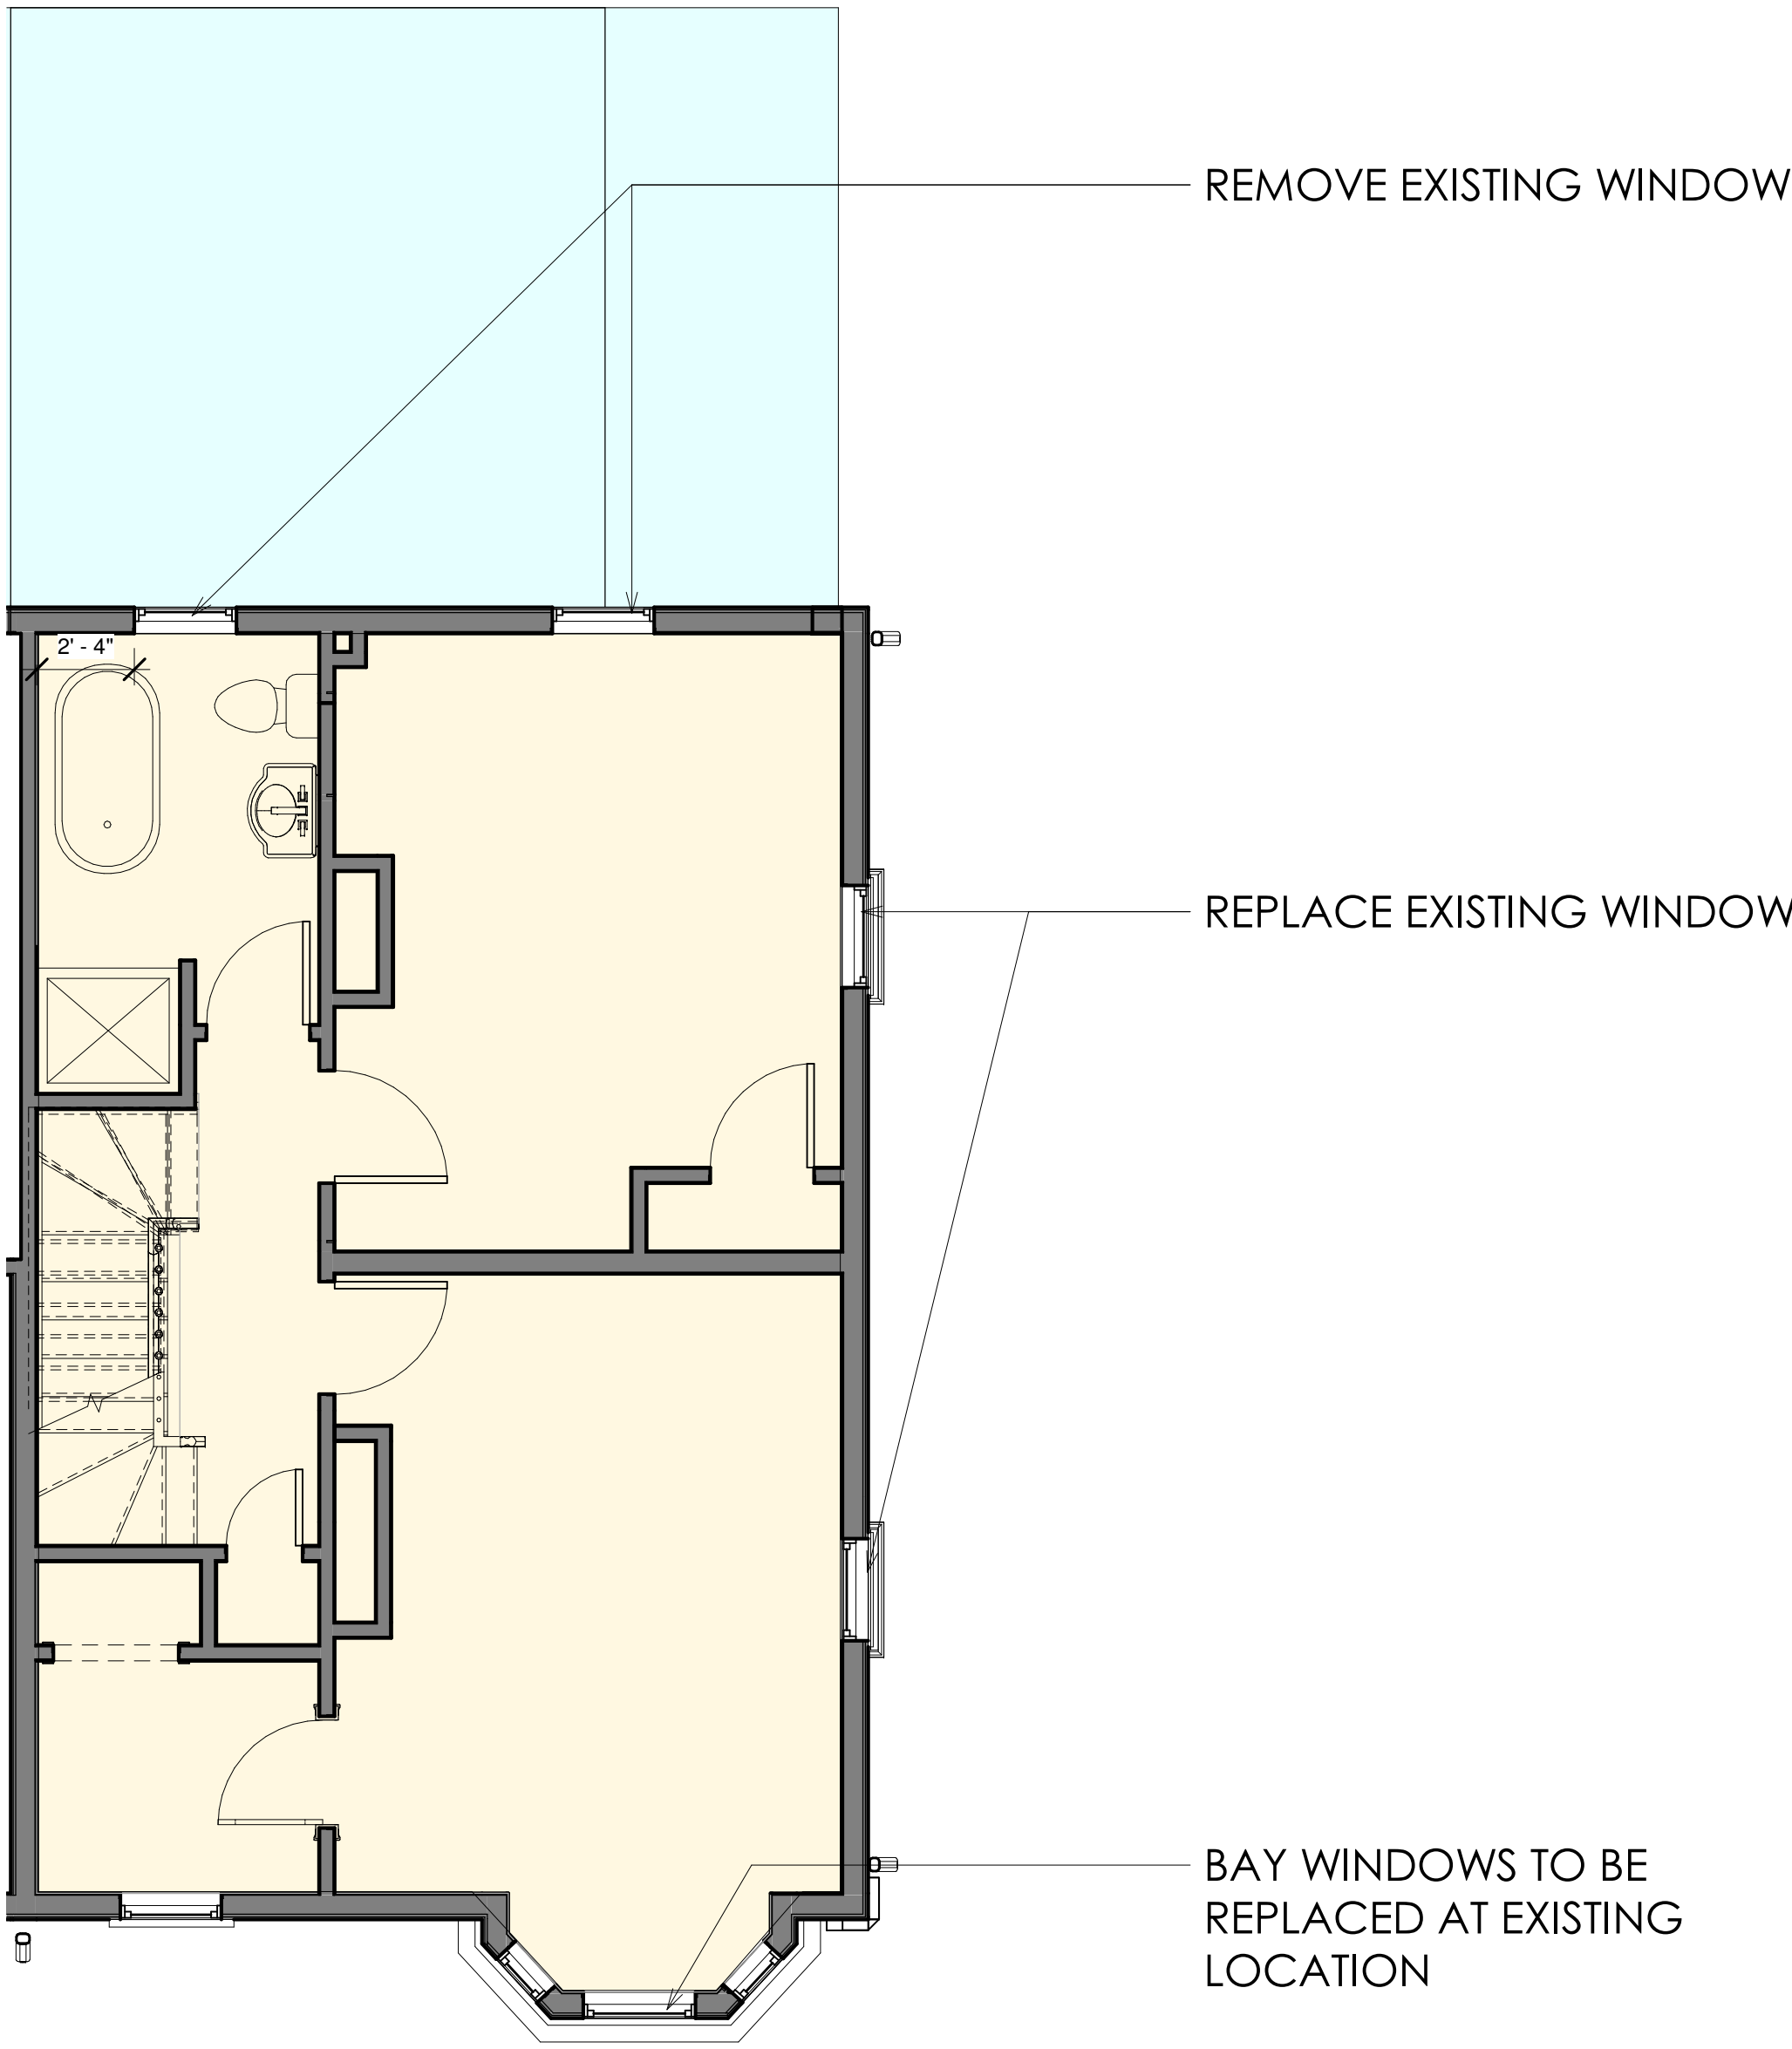 REMOVE EXISTING WINDOW
2' - 4"
REPLACE EXISTING WINDOW
BAY WINDOWS TO BE
REPLACED AT EXISTING
LOCATION